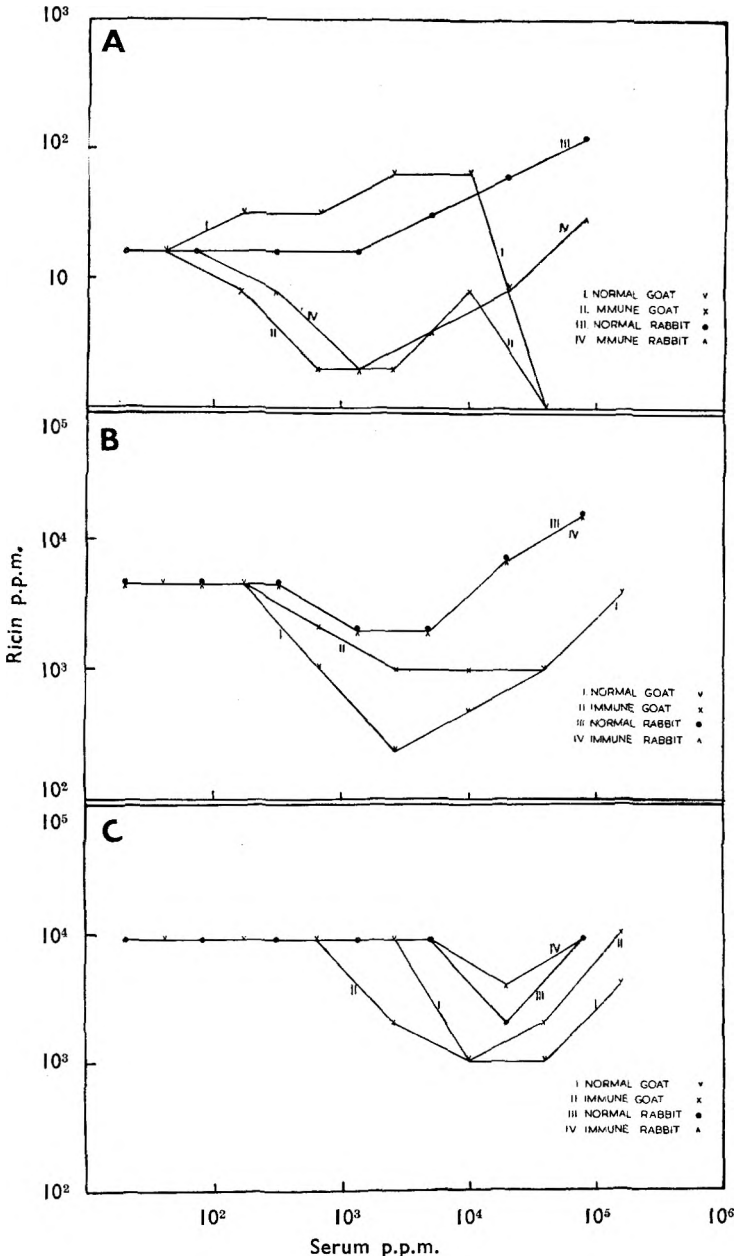 10³
A
10²
III
I
IV
I
10
IV
II
II
I. NORMAL GOAT v
II. MMUNE GOAT x
III NORMAL RABBIT ●
IV MMUNE RABBIT ʌ
10⁵
B
10⁴
III
IV
I
II
I
10³
I NORMAL GOAT v
II IMMUNE GOAT x
III NORMAL RABBIT ●
IV IMMUNE RABBIT ʌ
10²
Ricin p.p.m.
10⁵
C
10⁴
IV
II
II
I
III
I
10³
I NORMAL GOAT v
II IMMUNE GOAT x
III NORMAL RABBIT ●
IV IMMUNE RABBIT ʌ
10²
10² 10³ 10⁴ 10⁵ 10⁶
Serum p.p.m.